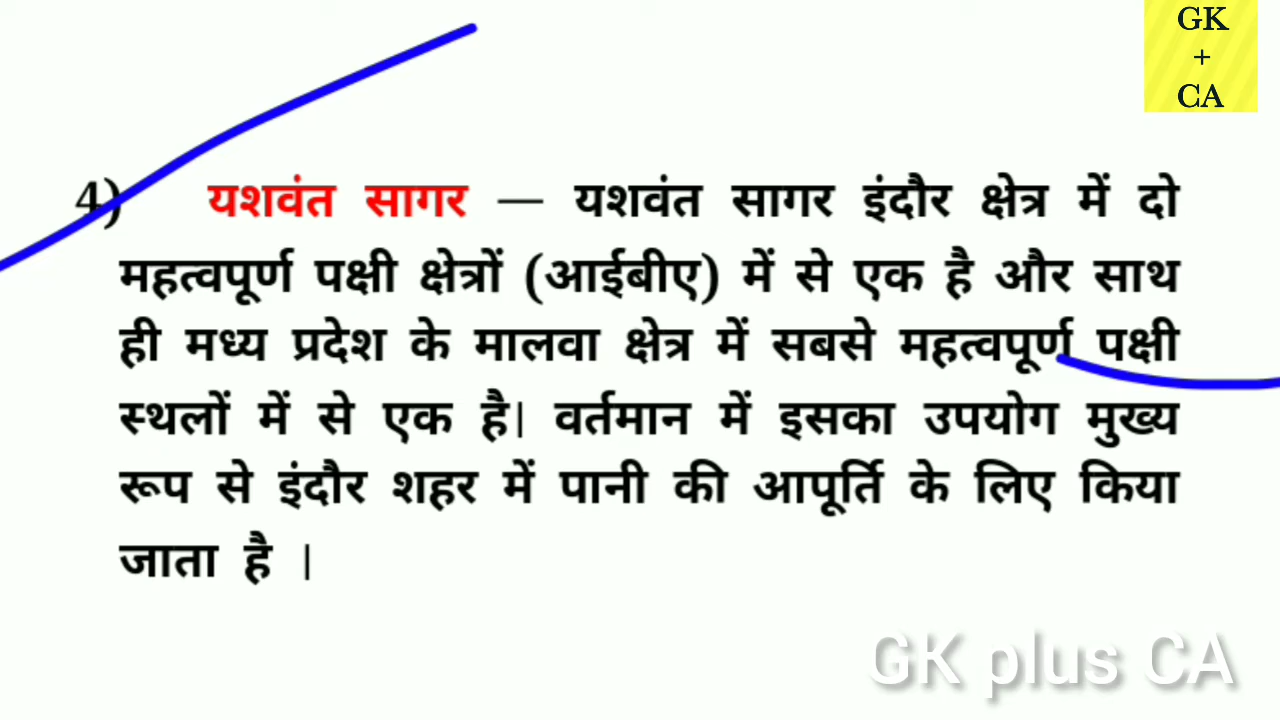 GK
+
CA
4) यशवंत सागर — यशवंत सागर इंदौर क्षेत्र में दो
महत्वपूर्ण पक्षी क्षेत्रों (आईबीए) में से एक है और साथ
ही मध्य प्रदेश के मालवा क्षेत्र में सबसे महत्वपूर्ण पक्षी
स्थलों में से एक है। वर्तमान में इसका उपयोग मुख्य
रूप से इंदौर शहर में पानी की आपूर्ति के लिए किया
जाता है ।
GK plus CA